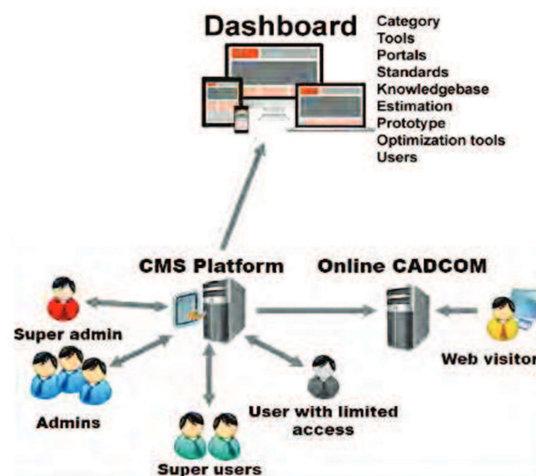 Dashboard
Category
Tools
Portals
Standards
Knowledgebase
Estimation
Prototype
Optimization tools
Users
CMS Platform
Online CADCOM
Super admin
Web visitor
Admins
User with limited
access
Super users